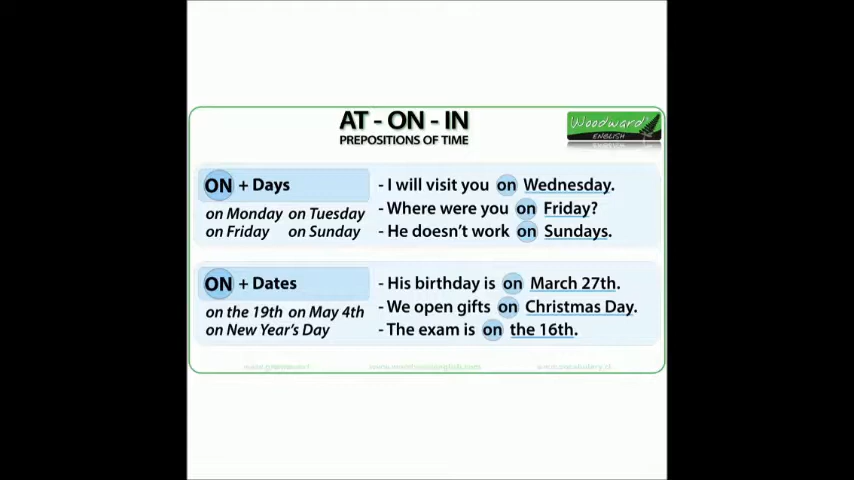 AT - ON - IN
PREPOSITIONS OF TIME
Woodward
ENGLISH
ON + Days
on Monday on Tuesday
on Friday on Sunday
- I will visit you on Wednesday.
- Where were you on Friday?
- He doesn't work on Sundays.
ON + Dates
on the 19th on May 4th
on New Year's Day
- His birthday is on March 27th.
- We open gifts on Christmas Day.
- The exam is on the 16th.